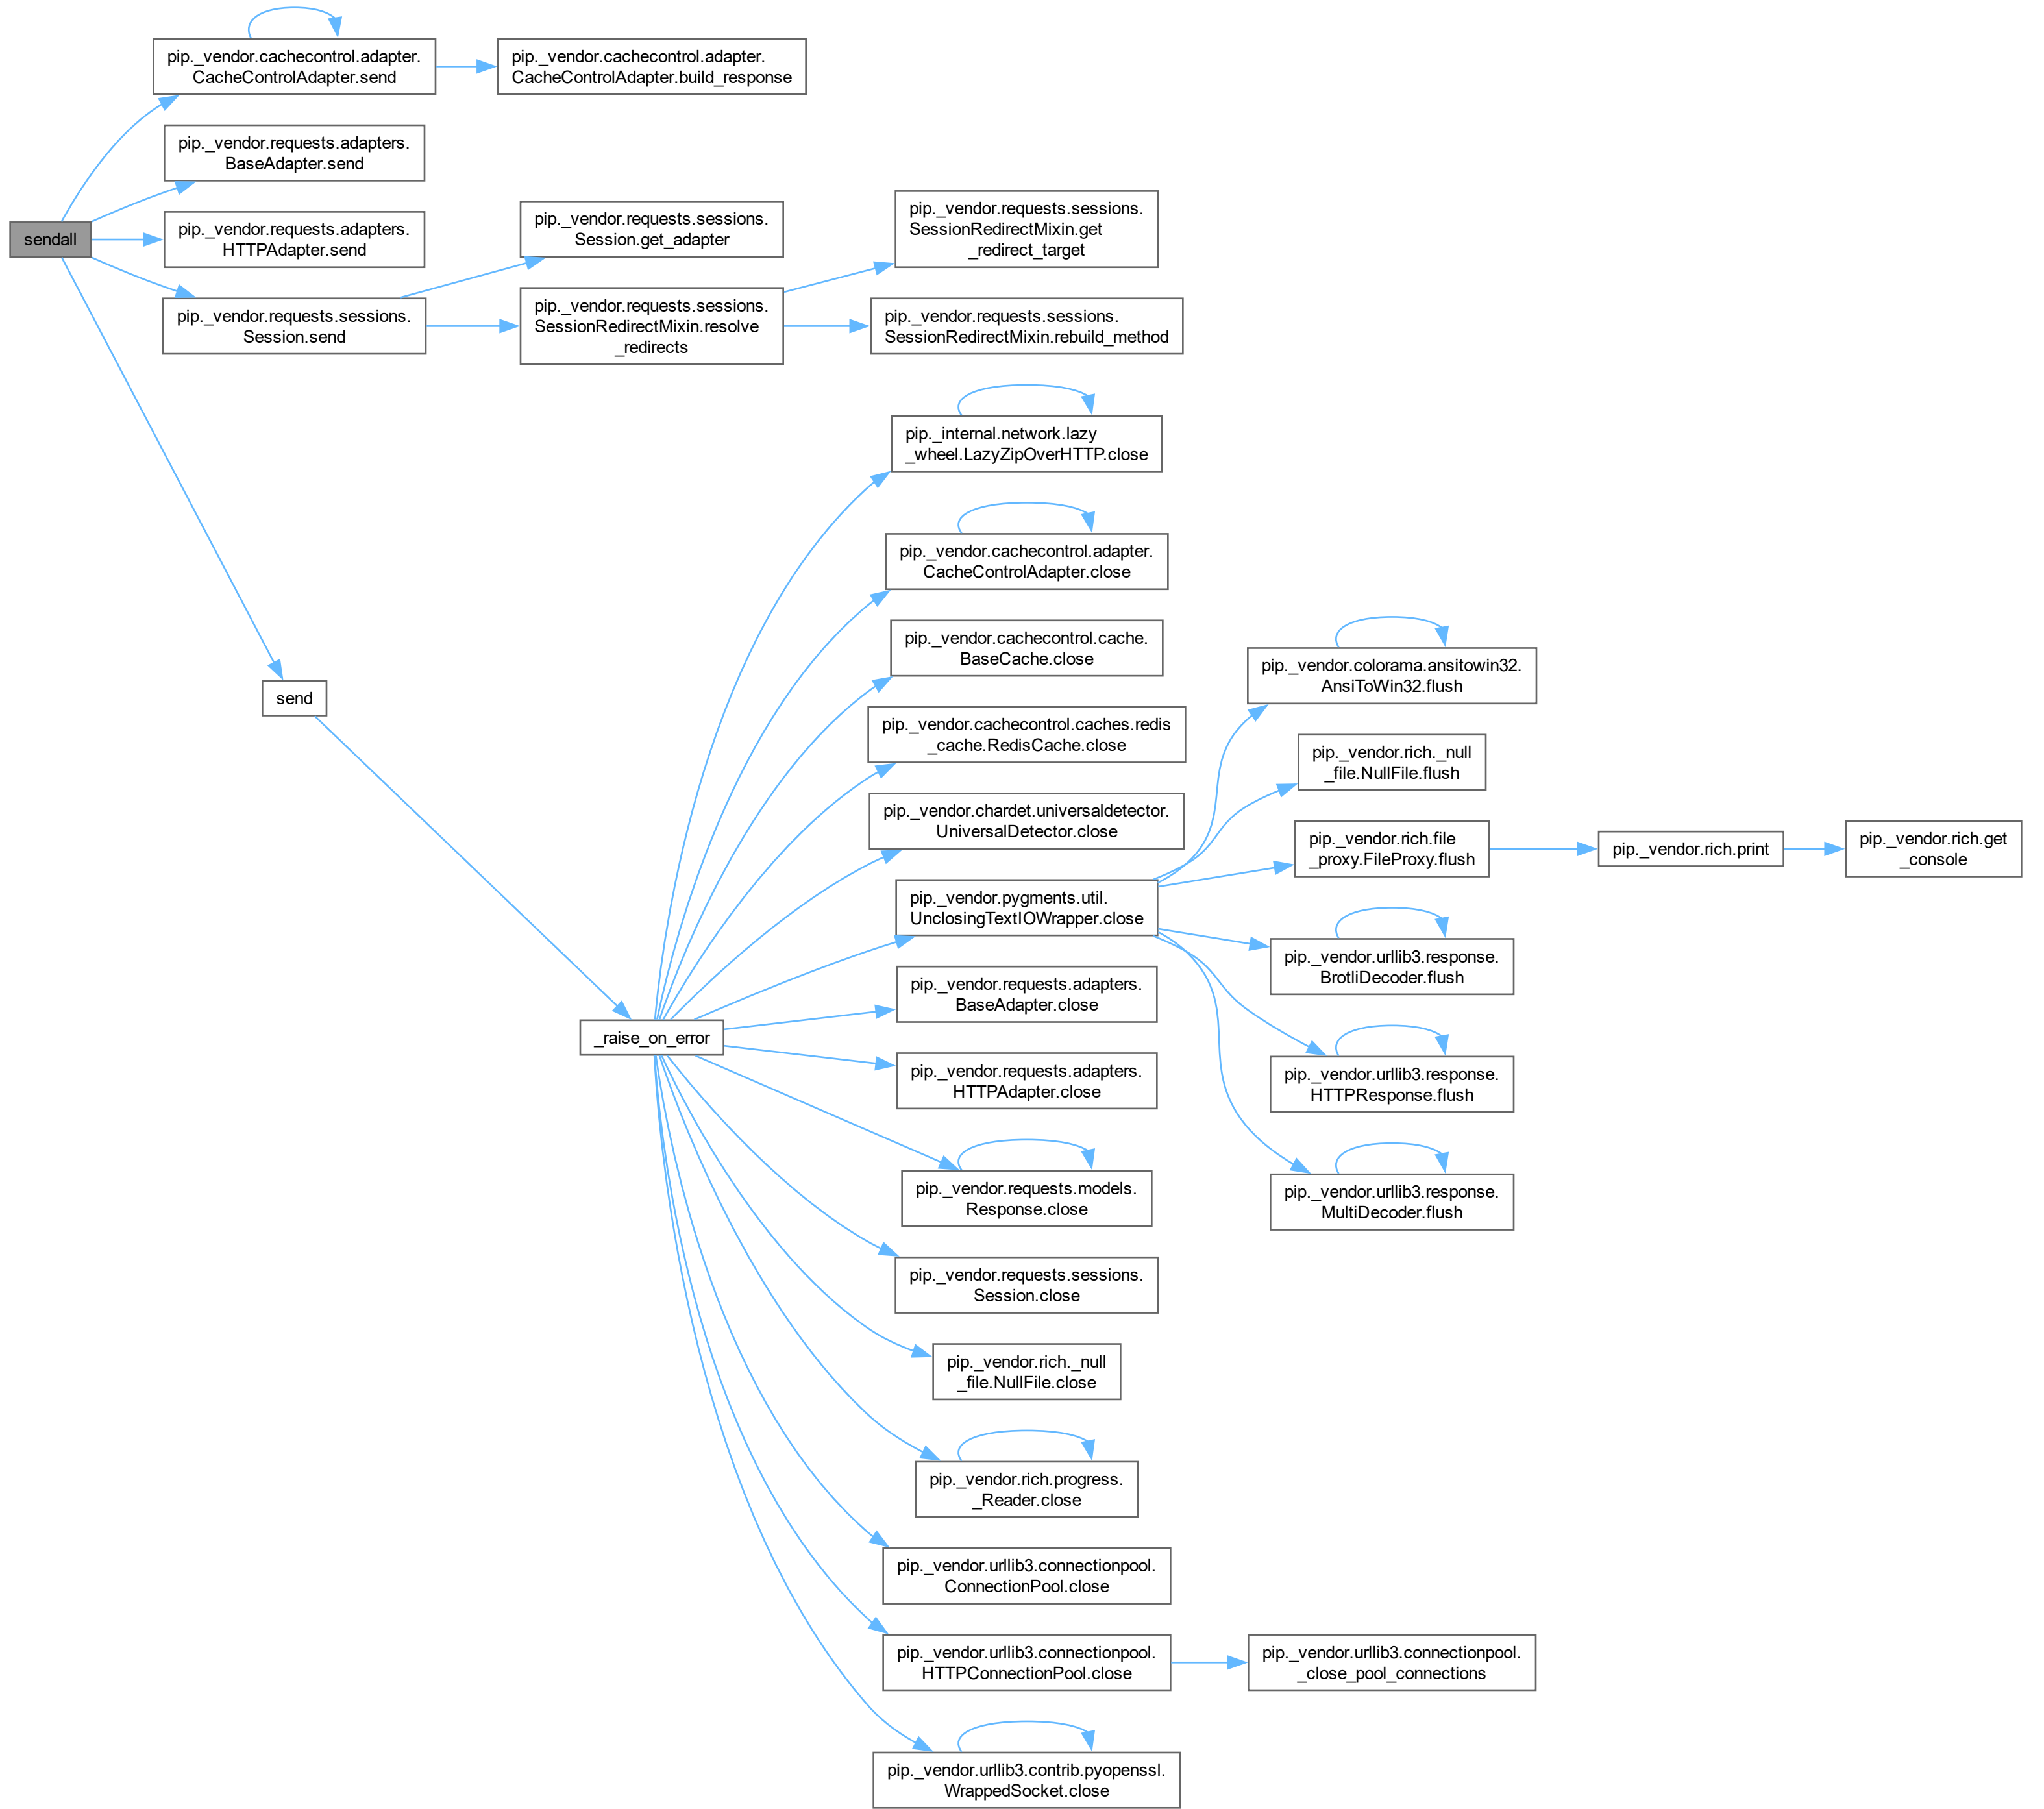 sendall
pip._vendor.cachecontrol.adapter.
CacheControlAdapter.send
pip._vendor.cachecontrol.adapter.
CacheControlAdapter.build_response
pip._vendor.requests.adapters.
BaseAdapter.send
pip._vendor.requests.adapters.
HTTPAdapter.send
pip._vendor.requests.sessions.
Session.send
pip._vendor.requests.sessions.
Session.get_adapter
pip._vendor.requests.sessions.
SessionRedirectMixin.resolve
_redirects
pip._vendor.requests.sessions.
SessionRedirectMixin.get
_redirect_target
pip._vendor.requests.sessions.
SessionRedirectMixin.rebuild_method
send
_raise_on_error
pip._internal.network.lazy
_wheel.LazyZipOverHTTP.close
pip._vendor.cachecontrol.adapter.
CacheControlAdapter.close
pip._vendor.cachecontrol.cache.
BaseCache.close
pip._vendor.cachecontrol.caches.redis
_cache.RedisCache.close
pip._vendor.chardet.universaldetector.
UniversalDetector.close
pip._vendor.pygments.util.
UnclosingTextIOWrapper.close
pip._vendor.colorama.ansitowin32.
AnsiToWin32.flush
pip._vendor.rich._null
_file.NullFile.flush
pip._vendor.rich.file
_proxy.FileProxy.flush
pip._vendor.rich.print
pip._vendor.rich.get
_console
pip._vendor.urllib3.response.
BrotliDecoder.flush
pip._vendor.urllib3.response.
HTTPResponse.flush
pip._vendor.urllib3.response.
MultiDecoder.flush
pip._vendor.requests.adapters.
BaseAdapter.close
pip._vendor.requests.adapters.
HTTPAdapter.close
pip._vendor.requests.models.
Response.close
pip._vendor.requests.sessions.
Session.close
pip._vendor.rich._null
_file.NullFile.close
pip._vendor.rich.progress.
_Reader.close
pip._vendor.urllib3.connectionpool.
ConnectionPool.close
pip._vendor.urllib3.connectionpool.
HTTPConnectionPool.close
pip._vendor.urllib3.connectionpool.
_close_pool_connections
pip._vendor.urllib3.contrib.pyopenssl.
WrappedSocket.close